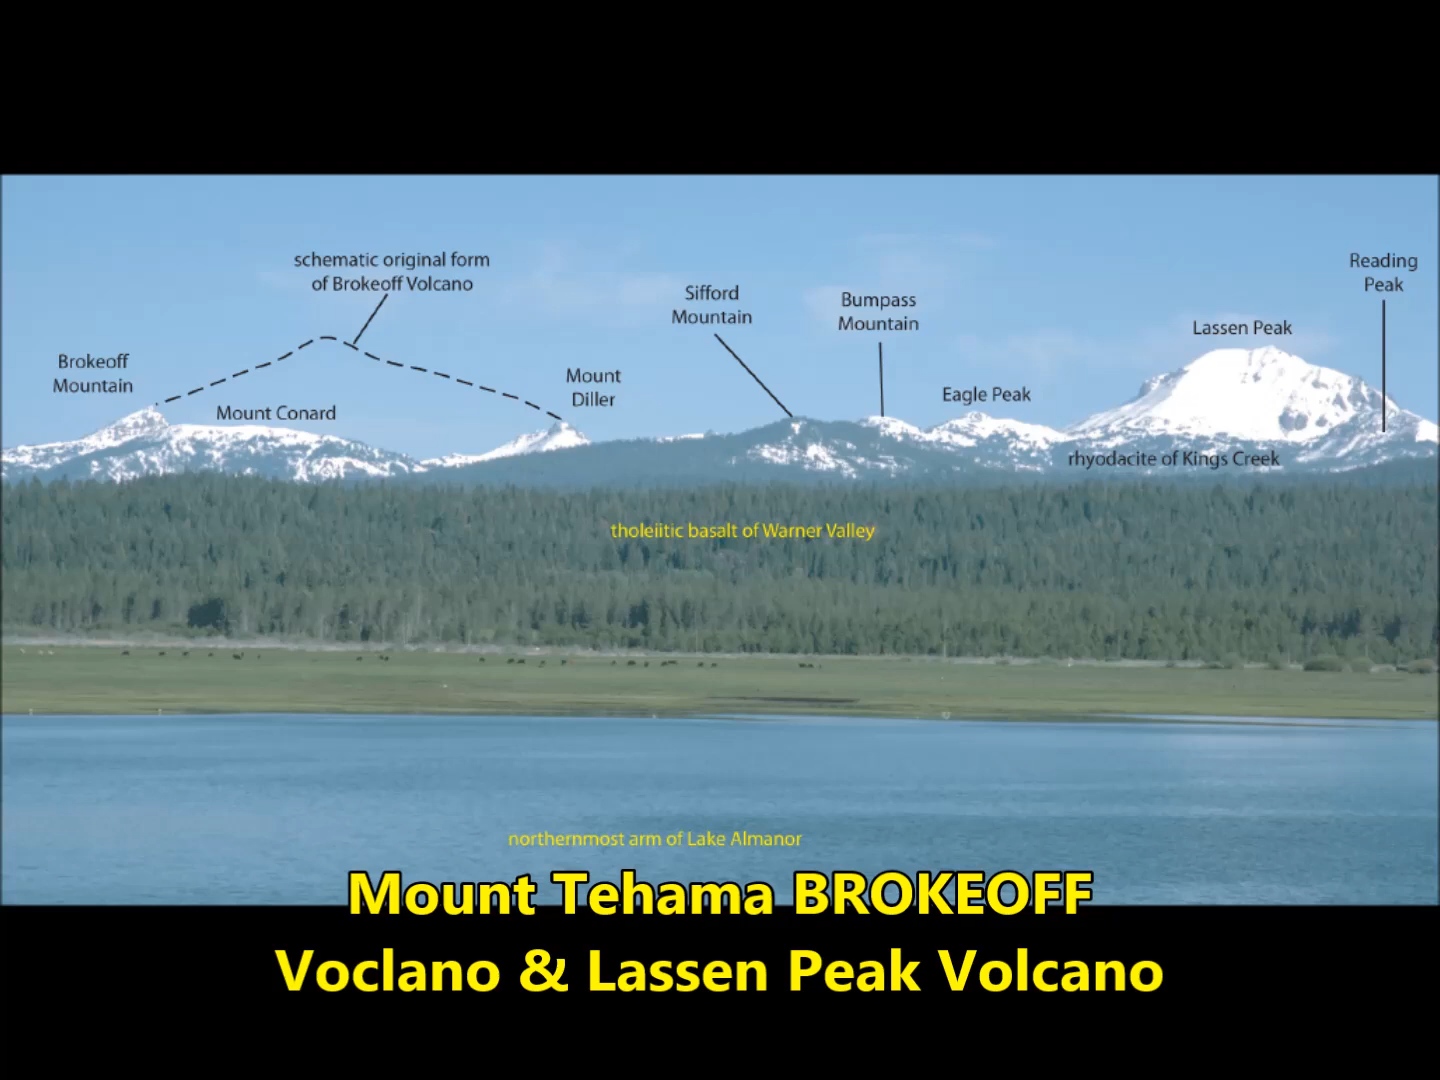 schematic original form
of Brokeoff Volcano
Brokeoff
Mountain
Mount Conard
Mount
Diller
Sifford
Mountain
Bumpass
Mountain
Eagle Peak
Lassen Peak
Reading
Peak
rhyodacite of Kings Creek
tholeiitic basalt of Warner Valley
northernmost arm of Lake Almanor
Mount Tehama BROKEOFF
Voclano & Lassen Peak Volcano